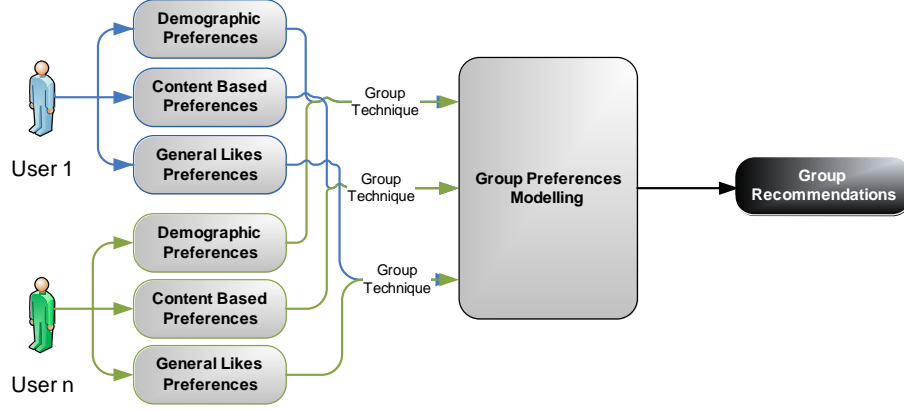 Demographic
Preferences
Content Based
Preferences
General Likes
Preferences
User 1
Demographic
Preferences
Content Based
Preferences
General Likes
Preferences
User n
Group
Technique
Group
Technique
Group
Technique
Group Preferences
Modelling
Group
Recommendations